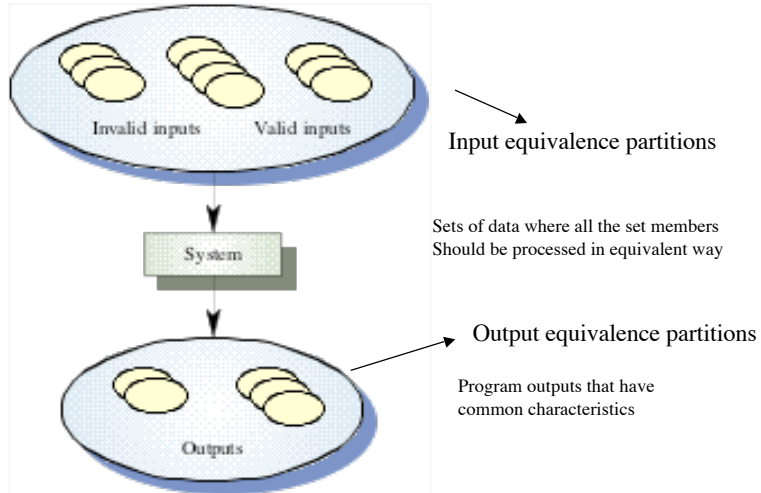 Invalid inputs
Valid inputs
Input equivalence partitions
Sets of data where all the set members
Should be processed in equivalent way
System
Output equivalence partitions
Program outputs that have
common characteristics
Outputs